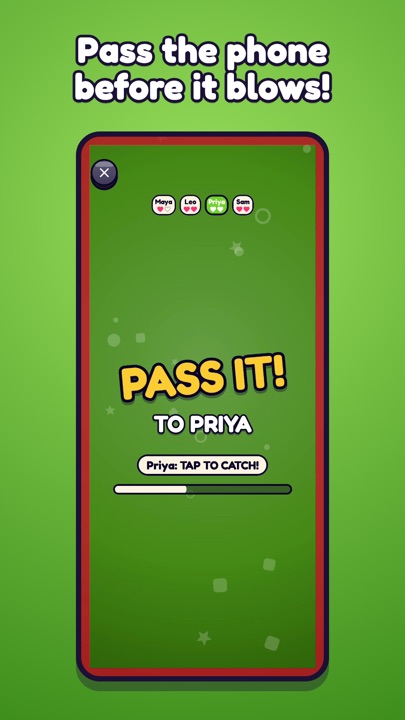 Pass the phone
before it blows!
Maya Leo Priya Sam
PASS IT!
TO PRIYA
Priya: TAP TO CATCH!